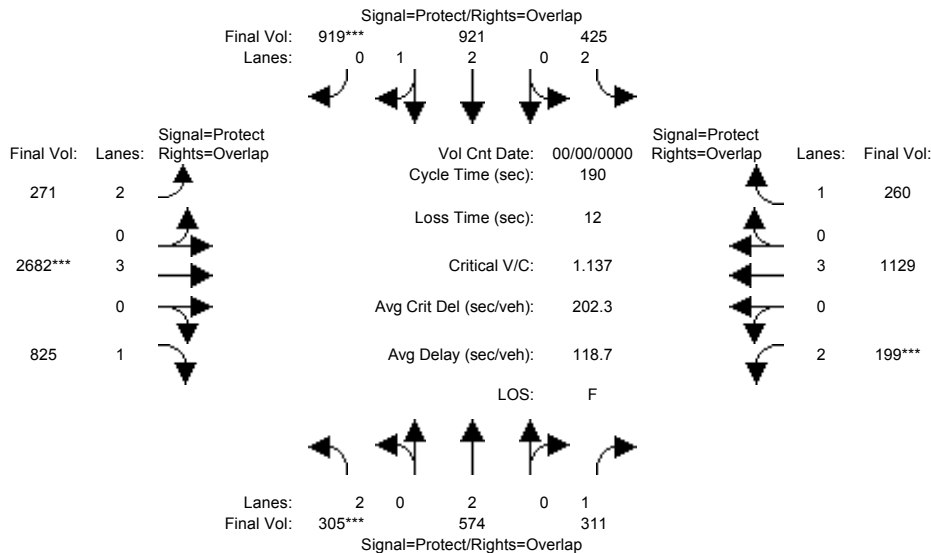 Signal=Protect/Rights=Overlap
Final Vol: 919*** 921 425
Lanes: 0 1 2 0 2
Signal=Protect Signal=Protect
Final Vol: Lanes: Rights=Overlap Vol Cnt Date: 00/00/0000 Rights=Overlap Lanes: Final Vol:
Cycle Time (sec): 190
271 2 1 260
Loss Time (sec): 12
0 0
2682*** 3 Critical V/C: 1.137 3 1129
0 Avg Crit Del (sec/veh): 202.3 0
825 1 Avg Delay (sec/veh): 118.7 2 199***
LOS: F
Lanes: 2 0 2 0 1
Final Vol: 305*** 574 311
Signal=Protect/Rights=Overlap